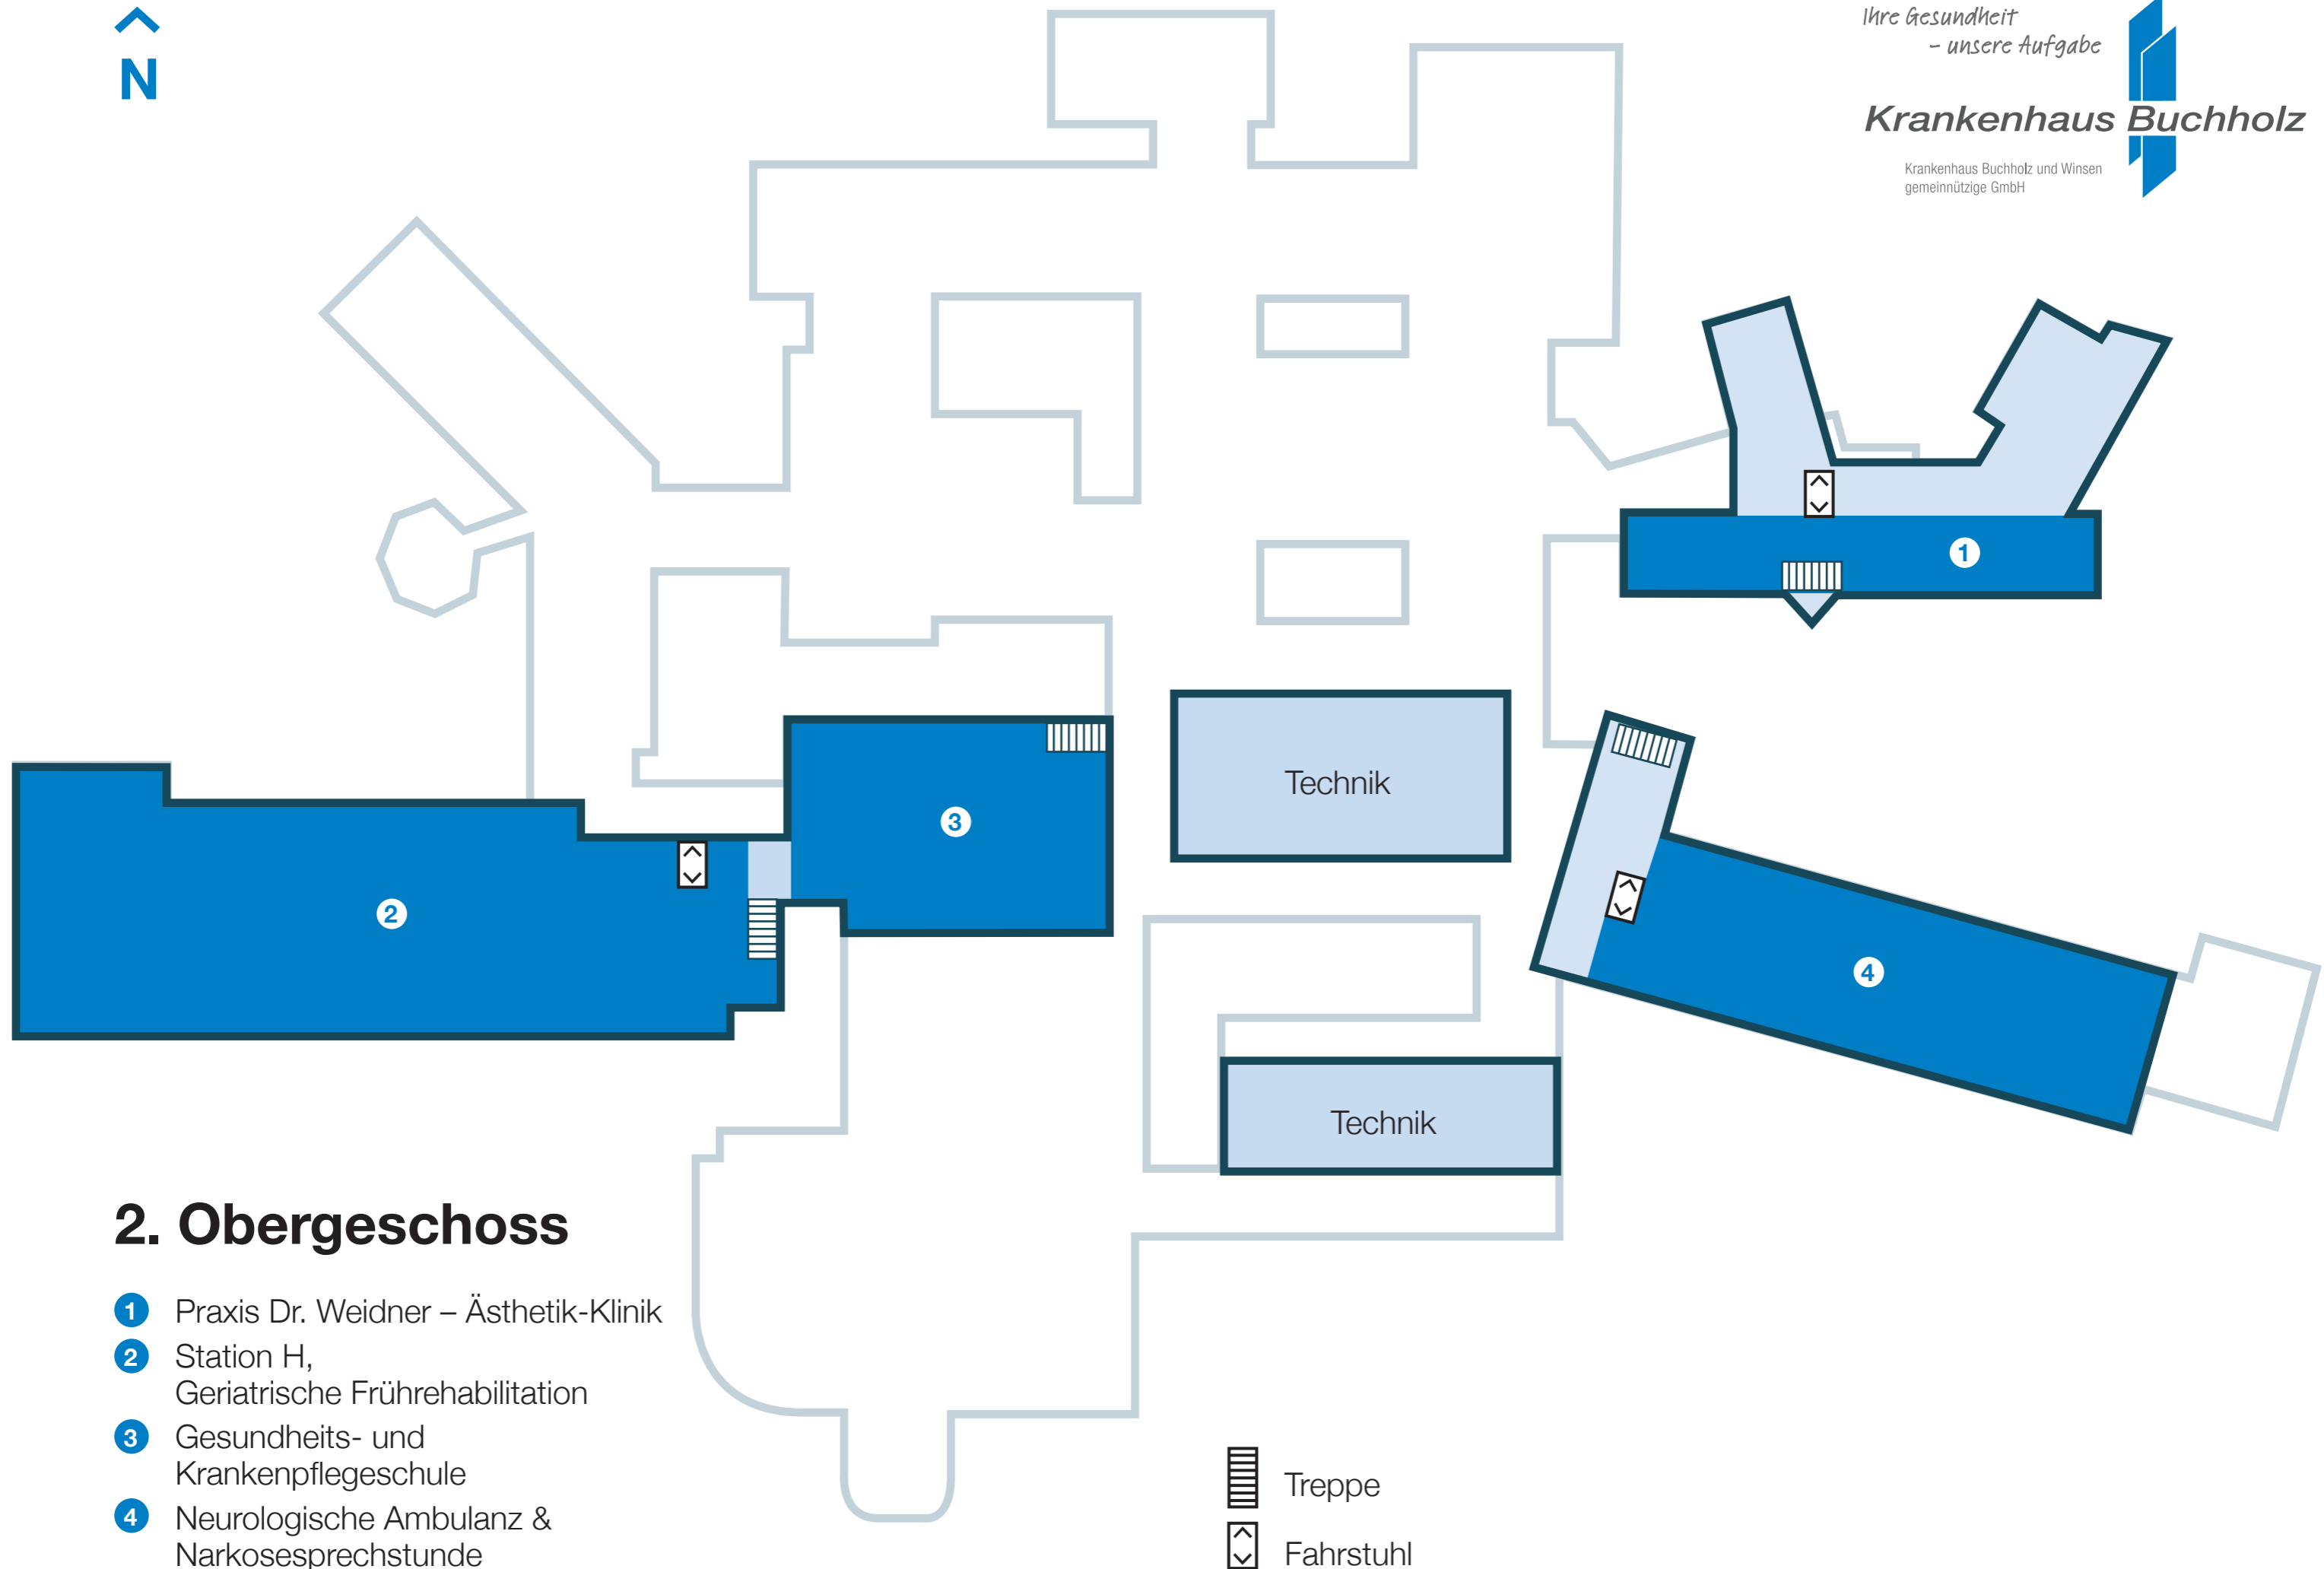 N
Ihre Gesundheit
– unsere Aufgabe
Krankenhaus Buchholz
Krankenhaus Buchholz und Winsen
gemeinnützige GmbH
1
Technik
3
2
4
Technik
2. Obergeschoss
1 Praxis Dr. Weidner – Ästhetik-Klinik
2 Station H,
Geriatrische Frührehabilitation
3 Gesundheits- und
Krankenpflegeschule
4 Neurologische Ambulanz &
Narkosesprechstunde
Treppe
Fahrstuhl